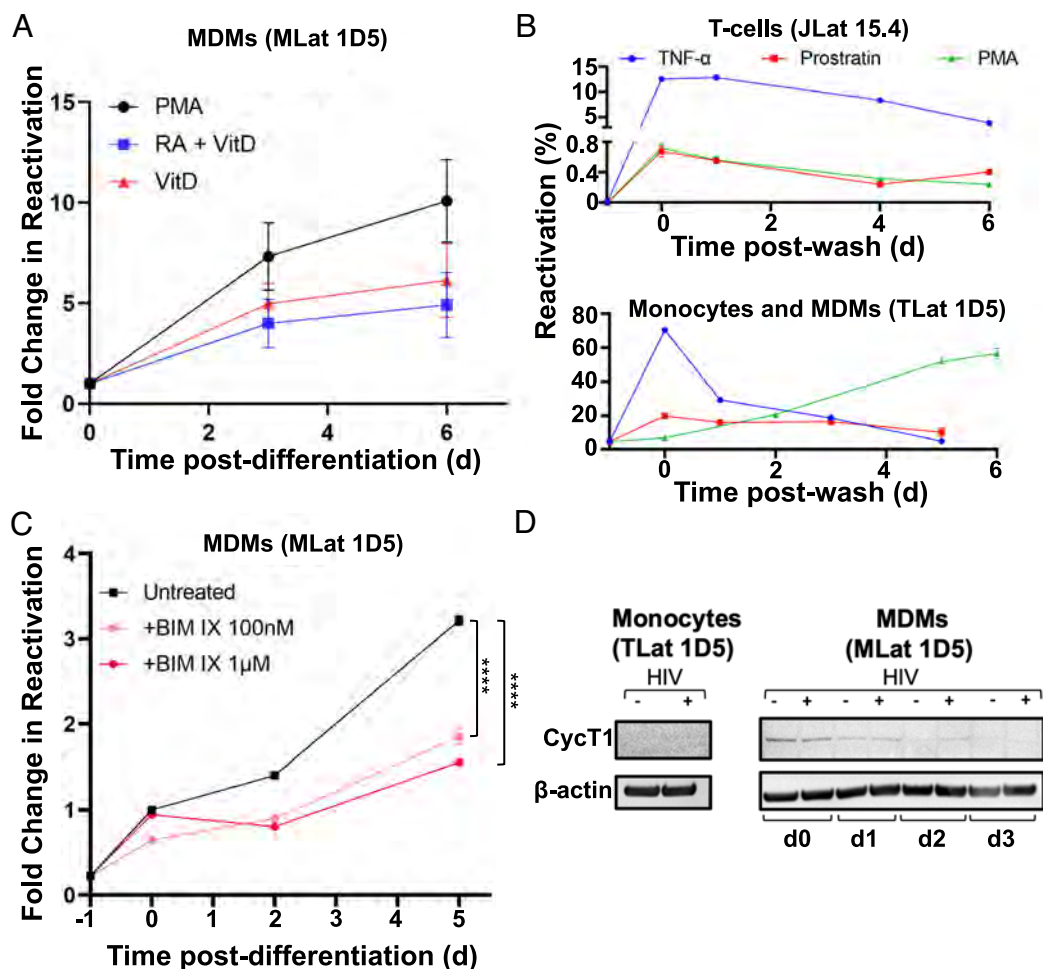 A
MDMs (MLat 1D5)
Fold Change in Reactivation
15
10
5
0
PMA
RA + VitD
VitD
0 2 4 6
Time post-differentiation (d)
B
T-cells (JLat 15.4)
TNF-α Prostratin PMA
Reactivation (%)
15
10
5
0.8
0.4
0
0 2 4 6
Time post-wash (d)
Monocytes and MDMs (TLat 1D5)
80
60
40
20
0
0 2 4 6
Time post-wash (d)
C
MDMs (MLat 1D5)
Fold Change in Reactivation
4
3
2
1
0
Untreated
+BIM IX 100nM
+BIM IX 1µM
****
****
-1 0 2 3 4 5
Time post-differentiation (d)
D
Monocytes
(TLat 1D5)
HIV
- +
MDMs
(MLat 1D5)
HIV
- + - + - + - +
CycT1
β-actin
d0 d1 d2 d3